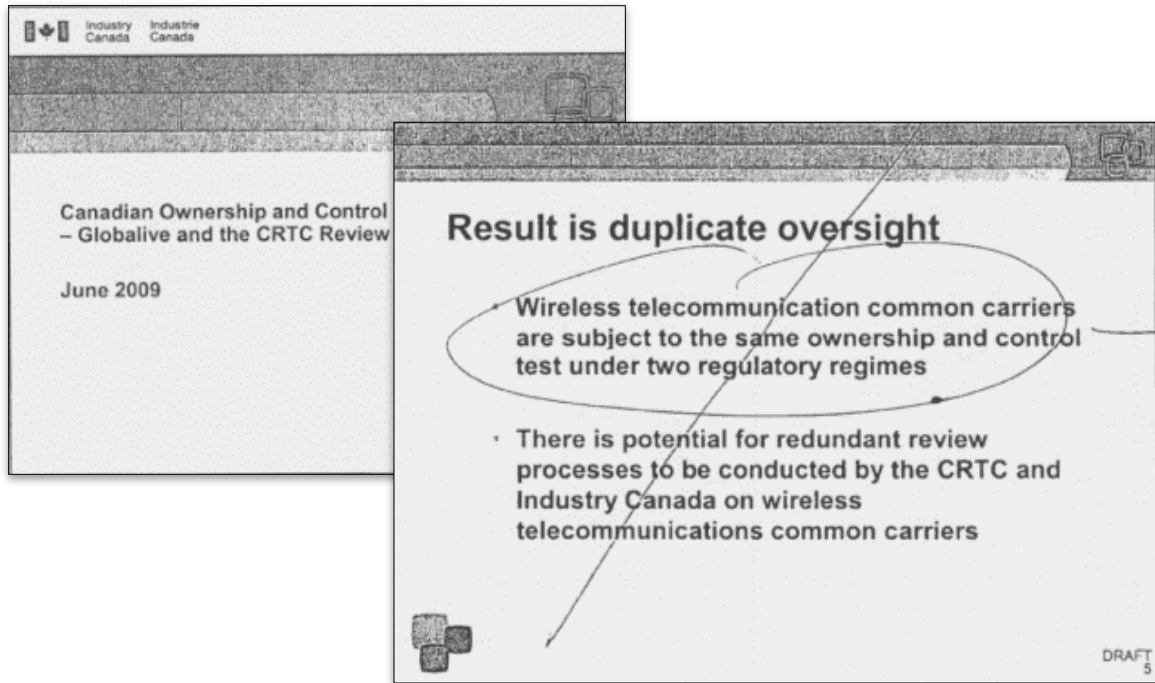 Industry Industrie
Canada Canada
Canadian Ownership and Control
– Globalive and the CRTC Review
June 2009
Result is duplicate oversight
Wireless telecommunication common carriers
are subject to the same ownership and control
test under two regulatory regimes
There is potential for redundant review
processes to be conducted by the CRTC and
Industry Canada on wireless
telecommunications common carriers
DRAFT
5